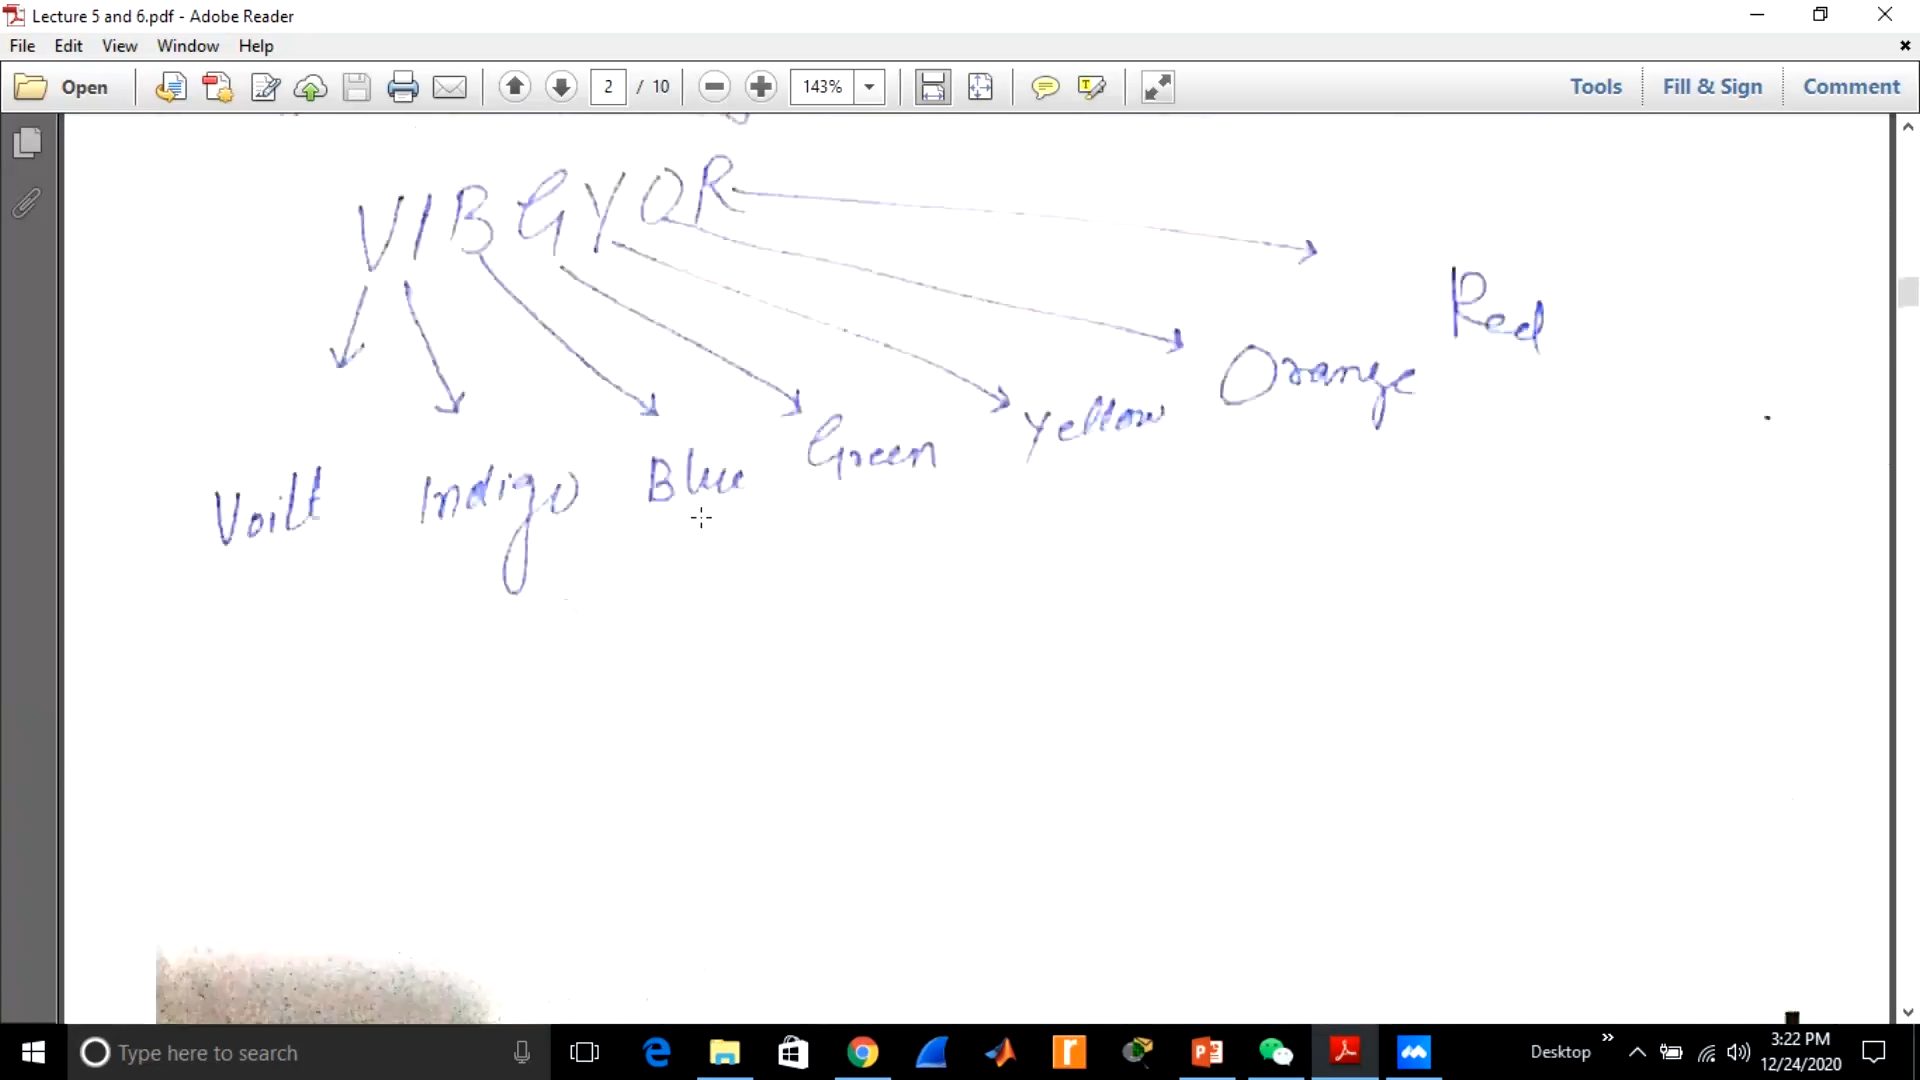 Lecture 5 and 6.pdf - Adobe Reader
File Edit View Window Help
Open 2 / 10 143% Tools Fill & Sign Comment
VIBGYOR
Red
Orange
Yellow
Green
Blue
Indigo
Voilt
Type here to search
Desktop
3:22 PM
12/24/2020